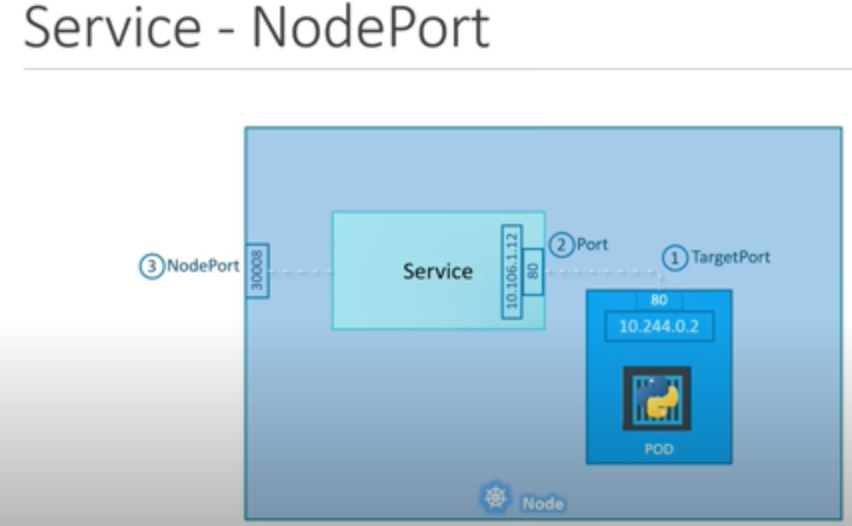 Service - NodePort
3 NodePort
30008
Service
10.106.1.12
80
2 Port
1 TargetPort
80
10.244.0.2
POD
Node